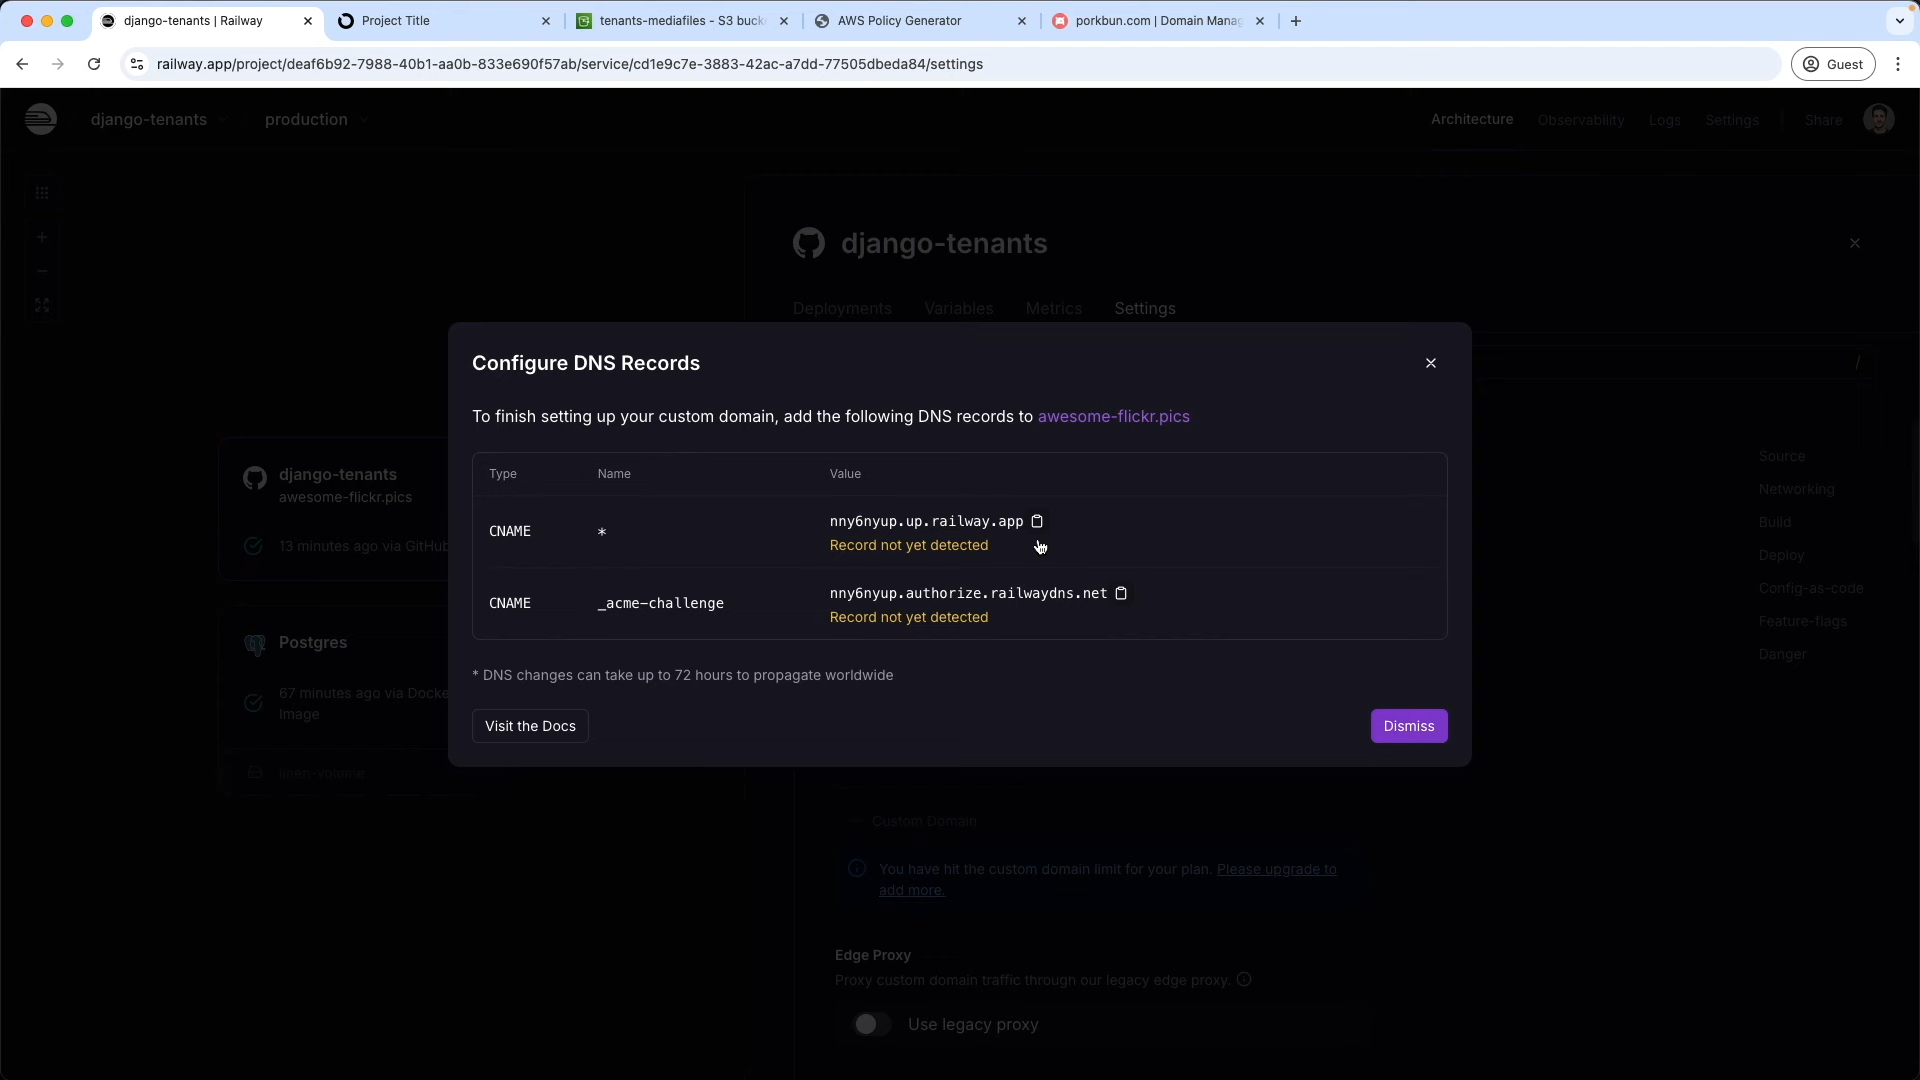 django-tenants | Railway
Project Title
tenants-mediafiles - S3 buck
AWS Policy Generator
porkbun.com | Domain Manag
railway.app/project/deaf6b92-7988-40b1-aa0b-833e690f57ab/service/cd1e9c7e-3883-42ac-a7dd-77505dbeda84/settings
Guest
django-tenants
production
Architecture
Observability
Logs
Settings
Share
django-tenants
Deployments
Variables
Metrics
Settings
/
Configure DNS Records
To finish setting up your custom domain, add the following DNS records to awesome-flickr.pics
Type
Name
Value
CNAME
*
nny6nyup.up.railway.app
Record not yet detected
CNAME
_acme-challenge
nny6nyup.authorize.railwaydns.net
Record not yet detected
* DNS changes can take up to 72 hours to propagate worldwide
Visit the Docs
Dismiss
django-tenants
awesome-flickr.pics
13 minutes ago via GitHub
Postgres
67 minutes ago via Docke
Image
Source
Networking
Build
Deploy
Config-as-code
Feature-flags
Danger
Custom Domain
You have hit the custom domain limit for your plan. Please upgrade to
add more.
Edge Proxy
Proxy custom domain traffic through our legacy edge proxy.
Use legacy proxy